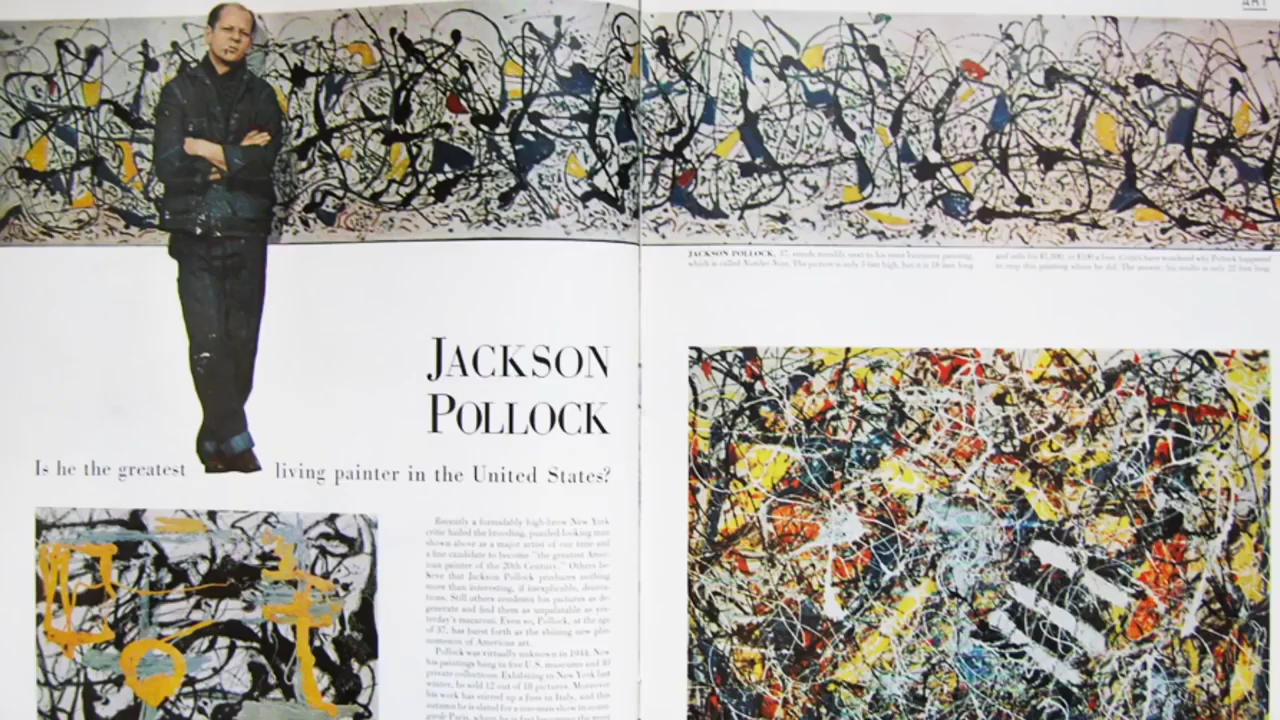 ART
JACKSON POLLOCK, 37, stands moodily next to his most famous painting,
which is called Number Nine. The picture is only 3 feet high, but it is 18 feet long
and sells for $1,800, or $100 a foot. Critics have wondered why Pollock happened
to stop this painting where he did. The answer: his studio is only 22 feet long.
JACKSON
POLLOCK
Is he the greatest living painter in the United States?
Recently a formidably high-brow New York
critic hailed the brooding, puzzled-looking man
shown above as a major artist of our time and
a fine candidate to become "the greatest Amer-
ican painter of the 20th Century." Others be-
lieve that Jackson Pollock produces nothing
more than interesting, if inexplicable, decora-
tions. Still others condemn his pictures as de-
generate and find them as unpalatable as yes-
terday's macaroni. Even so, Pollock, at the age
of 37, has burst forth as the shining new phe-
nomenon of American art.
Pollock was virtually unknown in 1944. Now
his paintings hang in five U.S. museums and 40
private collections. Exhibiting in New York last
winter, he sold 12 out of 18 pictures. Moreover
his work has stirred up a fuss in Italy, and this
autumn he is slated for a one-man show in avant-
garde Paris, where he is fast becoming the most